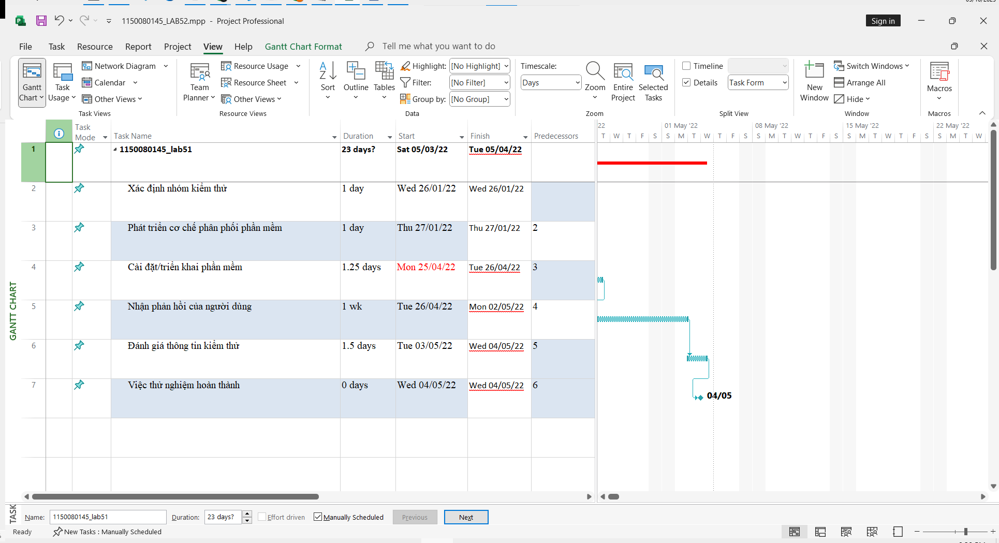 1150080145_LAB52.mpp - Project Professional
Sign in
File Task Resource Report Project View Help Gantt Chart Format Tell me what you want to do
Gantt Chart
Task Usage
Network Diagram
Calendar
Other Views
Task Views
Team Planner
Resource Usage
Resource Sheet
Other Views
Resource Views
Sort
Outline
Tables
Highlight: [No Highlight]
Filter: [No Filter]
Group by: [No Group]
Data
Timescale:
Days
Zoom
Entire Project
Selected Tasks
Zoom
Timeline
Details Task Form
Split View
New Window
Switch Windows
Arrange All
Hide
Window
Macros
Macros
Task Mode Task Name Duration Start Finish Predecessors
22 01 May '22 08 May '22 15 May '22 22 May '22
T W T F S S M T W T F S S M T W T F S S M T W T F S S M T W
1 1150080145_lab51 23 days? Sat 05/03/22 Tue 05/04/22
2 Xác định nhóm kiểm thử 1 day Wed 26/01/22 Wed 26/01/22
3 Phát triển cơ chế phân phối phần mềm 1 day Thu 27/01/22 Thu 27/01/22 2
4 Cài đặt/triển khai phần mềm 1.25 days Mon 25/04/22 Tue 26/04/22 3
5 Nhận phản hồi của người dùng 1 wk Tue 26/04/22 Mon 02/05/22 4
6 Đánh giá thông tin kiểm thử 1.5 days Tue 03/05/22 Wed 04/05/22 5
7 Việc thử nghiệm hoàn thành 0 days Wed 04/05/22 Wed 04/05/22 6
04/05
GANTT CHART
TASK
Name: 1150080145_lab51 Duration: 23 days? Effort driven Manually Scheduled Previous Next
Ready New Tasks : Manually Scheduled